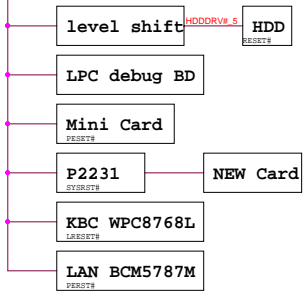 level shift HDDDRV#_5 HDD
RESET#
LPC debug BD
Mini Card
PESET#
P2231 NEW Card
SYSRST#
KBC WPC8768L
LRESET#
LAN BCM5787M
PERST#